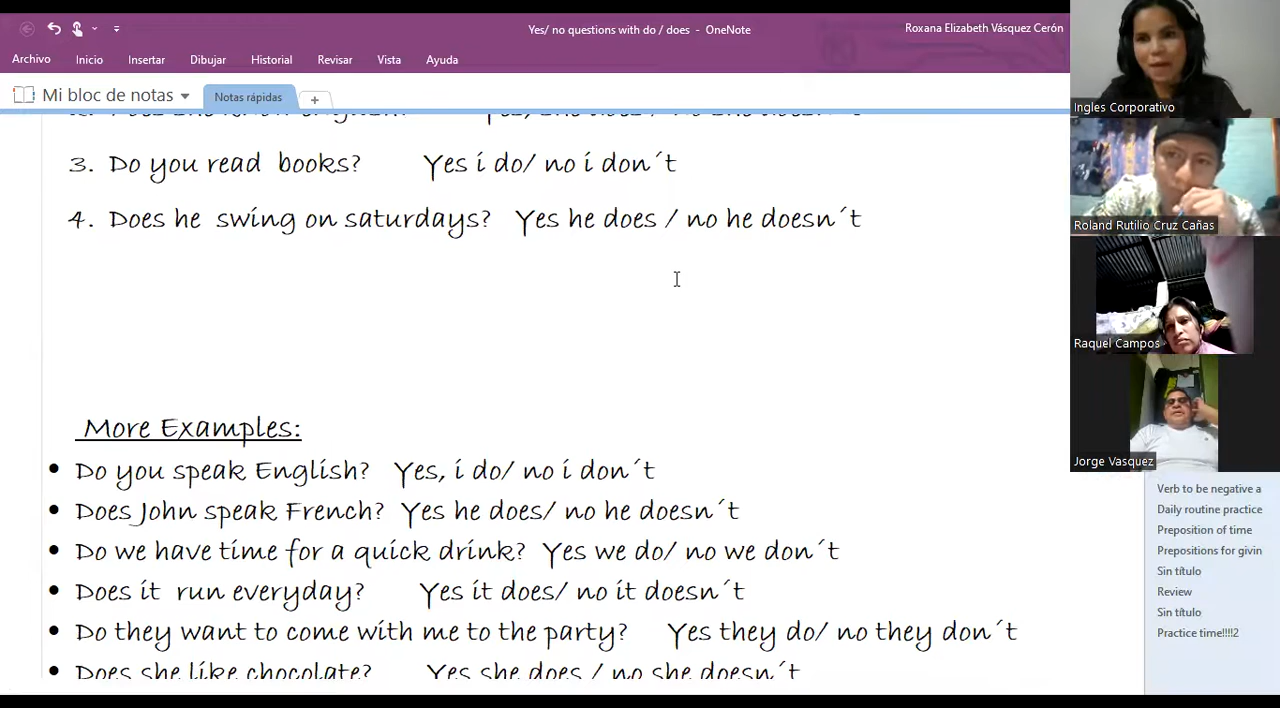 Yes/ no questions with do / does - OneNote
Roxana Elizabeth Vásquez Cerón
Archivo Inicio Insertar Dibujar Historial Revisar Vista Ayuda
Mi bloc de notas Notas rápidas
3. Do you read books? Yes i do/ no i don´t
4. Does he swing on saturdays? Yes he does / no he doesn´t
More Examples:
• Do you speak English? Yes, i do/ no i don´t
• Does John speak French? Yes he does/ no he doesn´t
• Do we have time for a quick drink? Yes we do/ no we don´t
• Does it run everyday? Yes it does/ no it doesn´t
• Do they want to come with me to the party? Yes they do/ no they don´t
• Does she like chocolate? Yes she does / no she doesn´t
Ingles Corporativo
Roland Rutilio Cruz Cañas
Raquel Campos
Jorge Vasquez
Verb to be negative a
Daily routine practice
Preposition of time
Prepositions for givin
Sin título
Review
Sin título
Practice time!!!!2